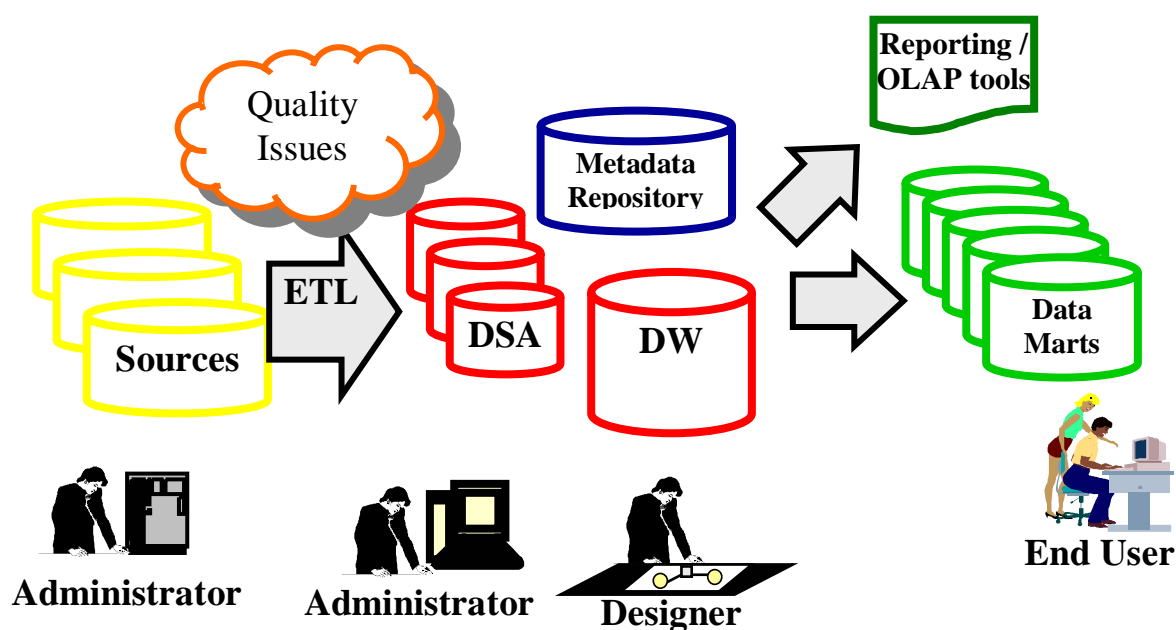 Quality
Issues
Reporting /
OLAP tools
Metadata
Repository
Sources
ETL
DSA
DW
Data
Marts
Administrator
Administrator
Designer
End User